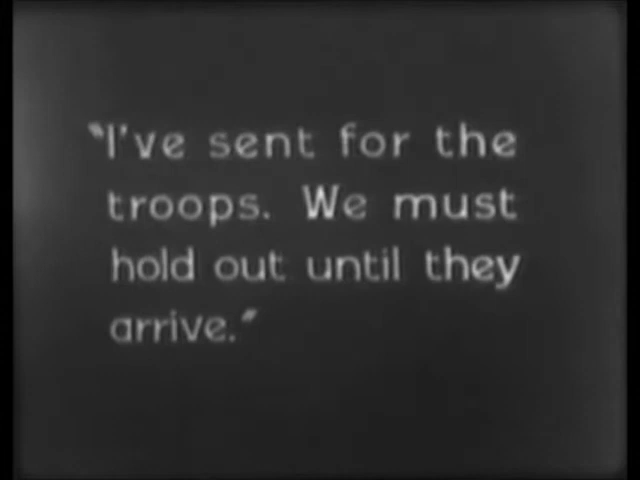 "I've sent for the
troops. We must
hold out until they
arrive."